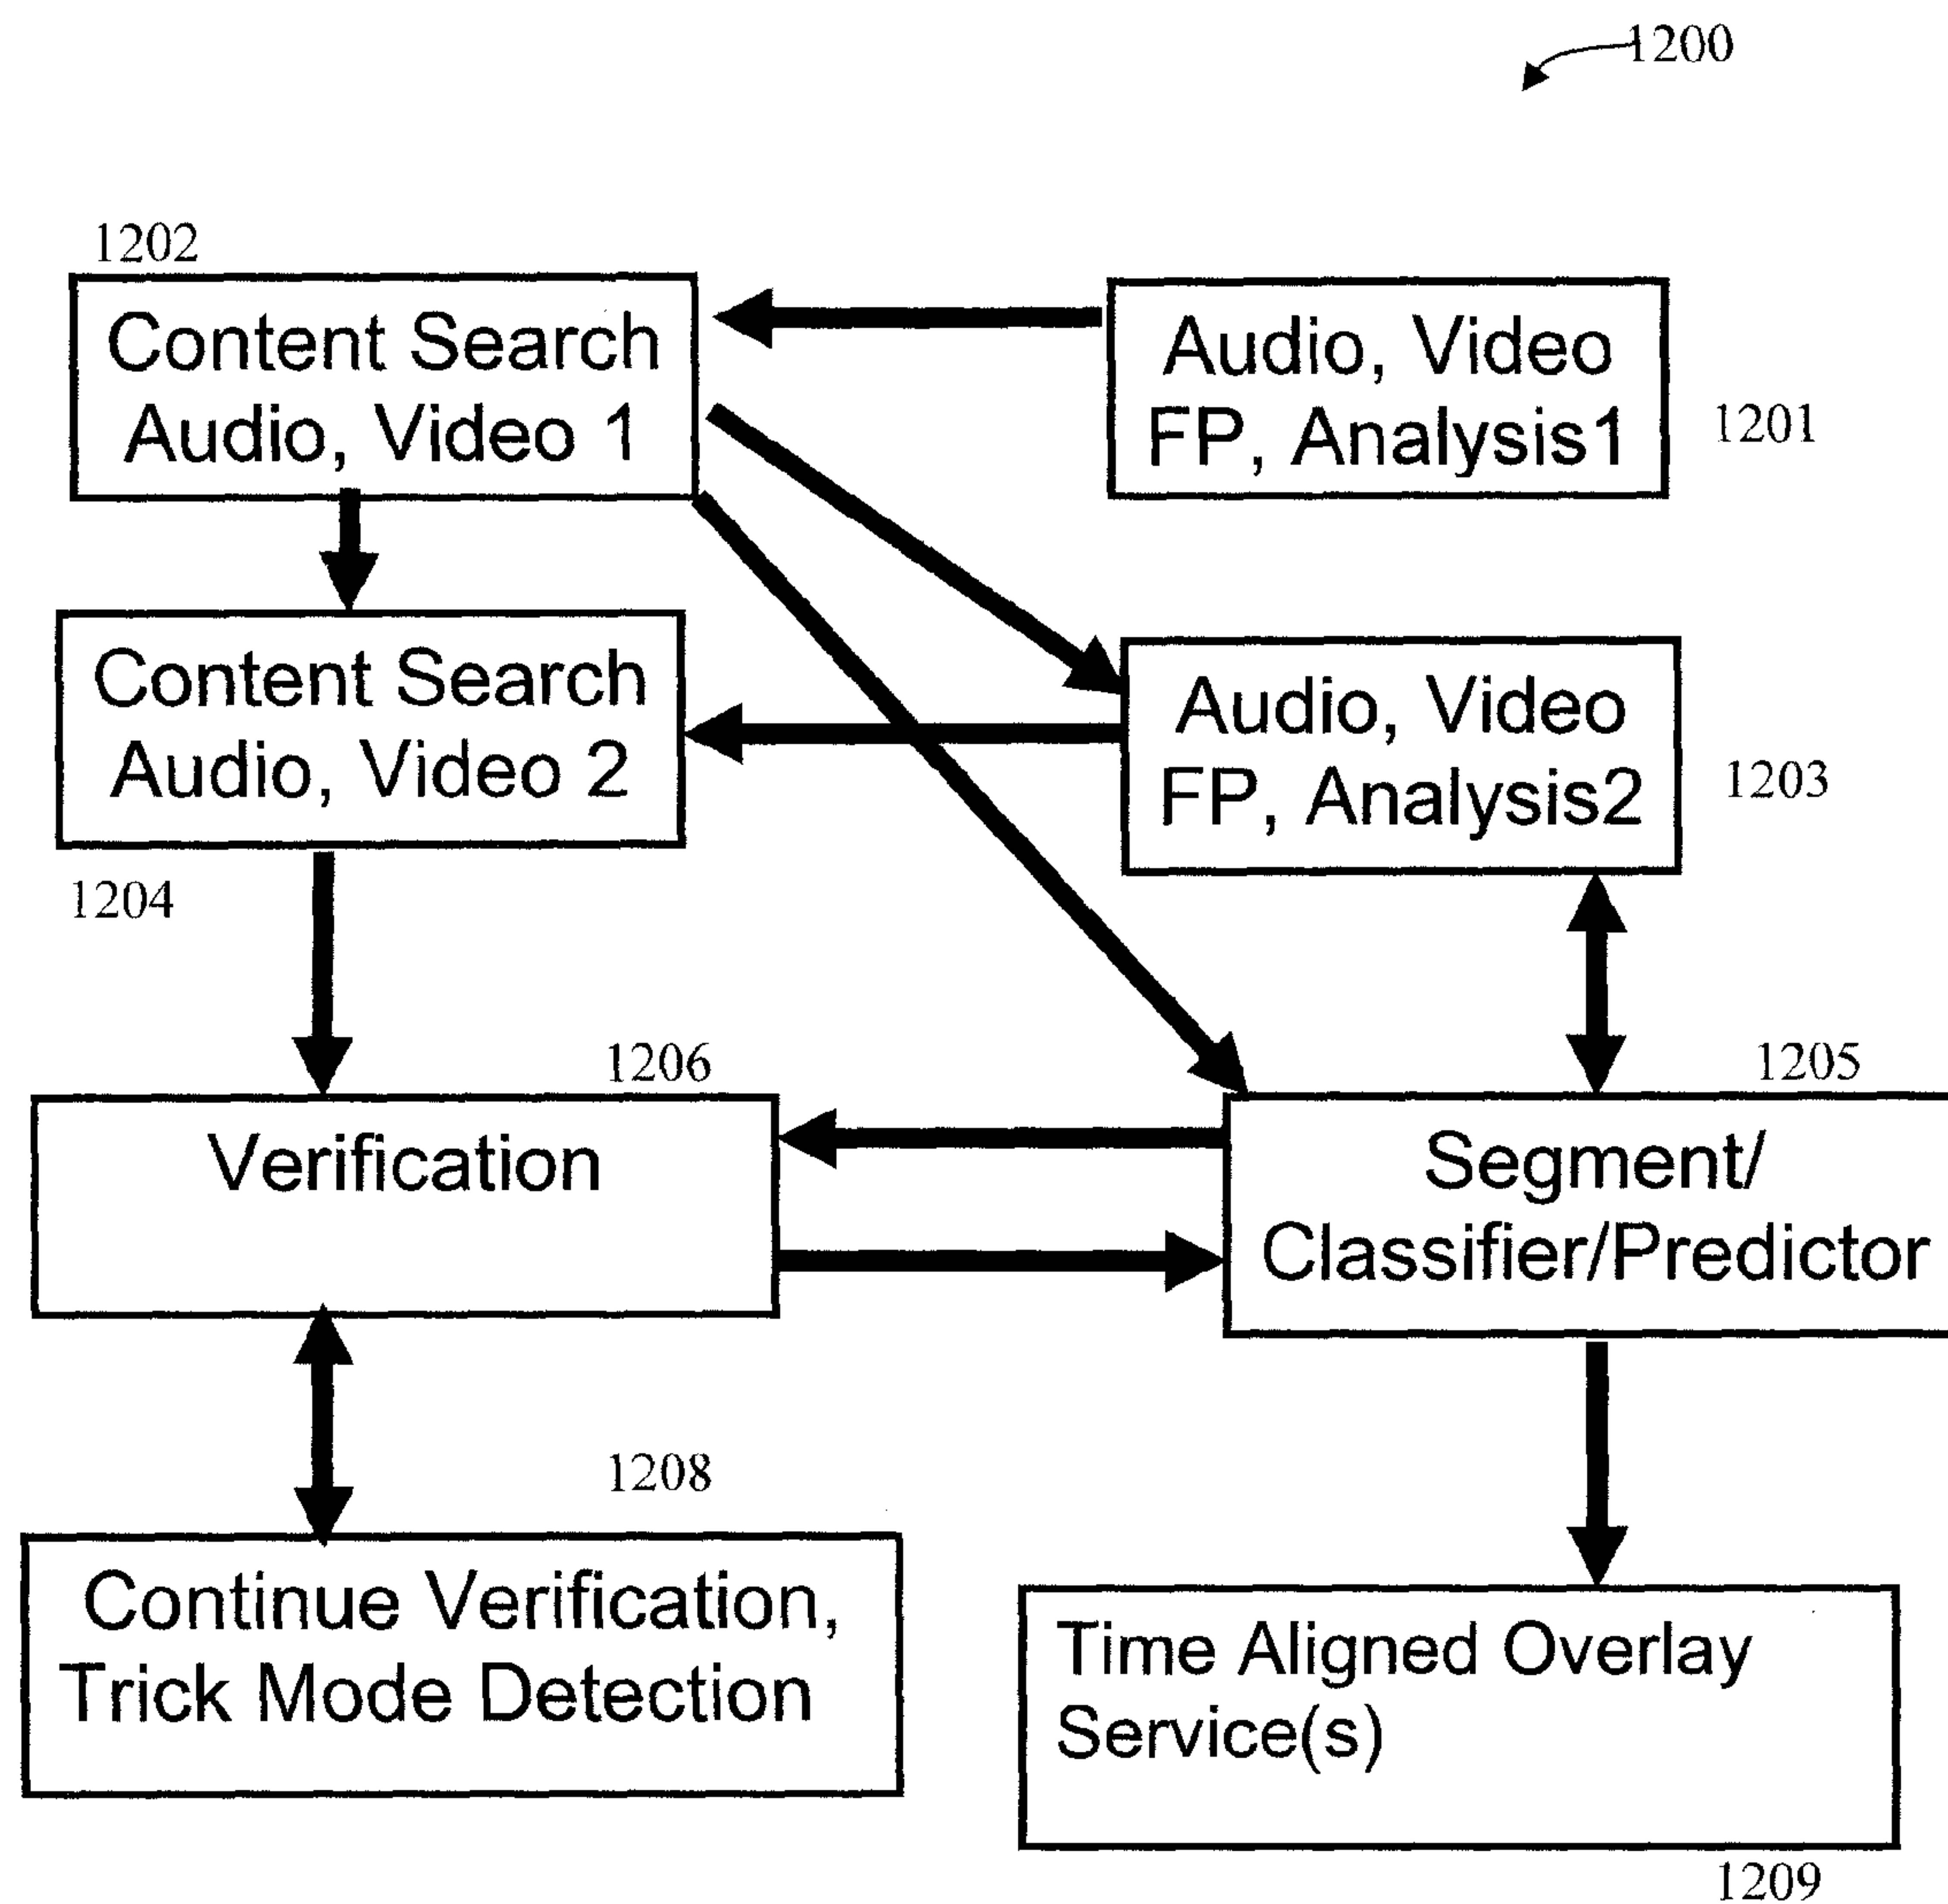 1200
1202
Content Search
Audio, Video 1
Audio, Video
FP, Analysis1
1201
Content Search
Audio, Video 2
1204
Audio, Video
FP, Analysis2
1203
1206
Verification
1205
Segment/
Classifier/Predictor
1208
Continue Verification,
Trick Mode Detection
Time Aligned Overlay
Service(s)
1209